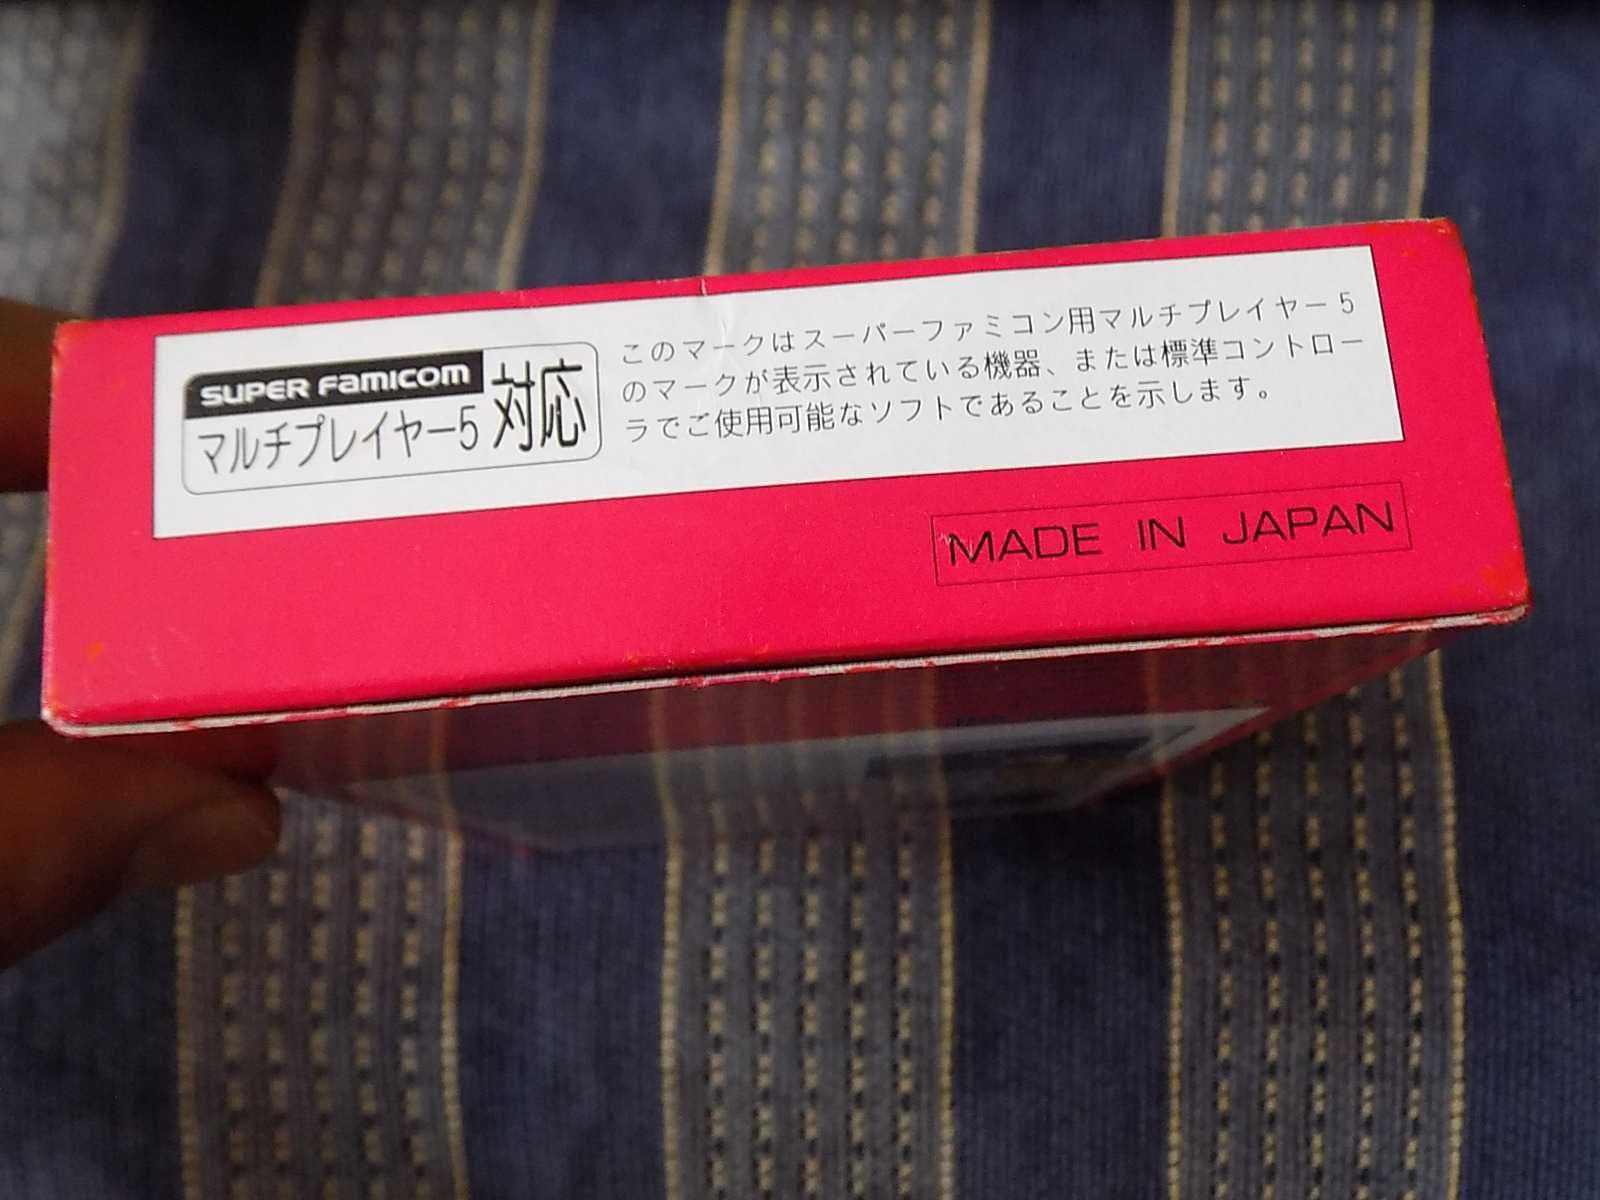 SUPER FAMICOM
マルチプレイヤー5 対応
このマークはスーパーファミコン用マルチプレイヤー5
のマークが表示されている機器、または標準コントロー
ラでご使用可能なソフトであることを示します。
MADE IN JAPAN